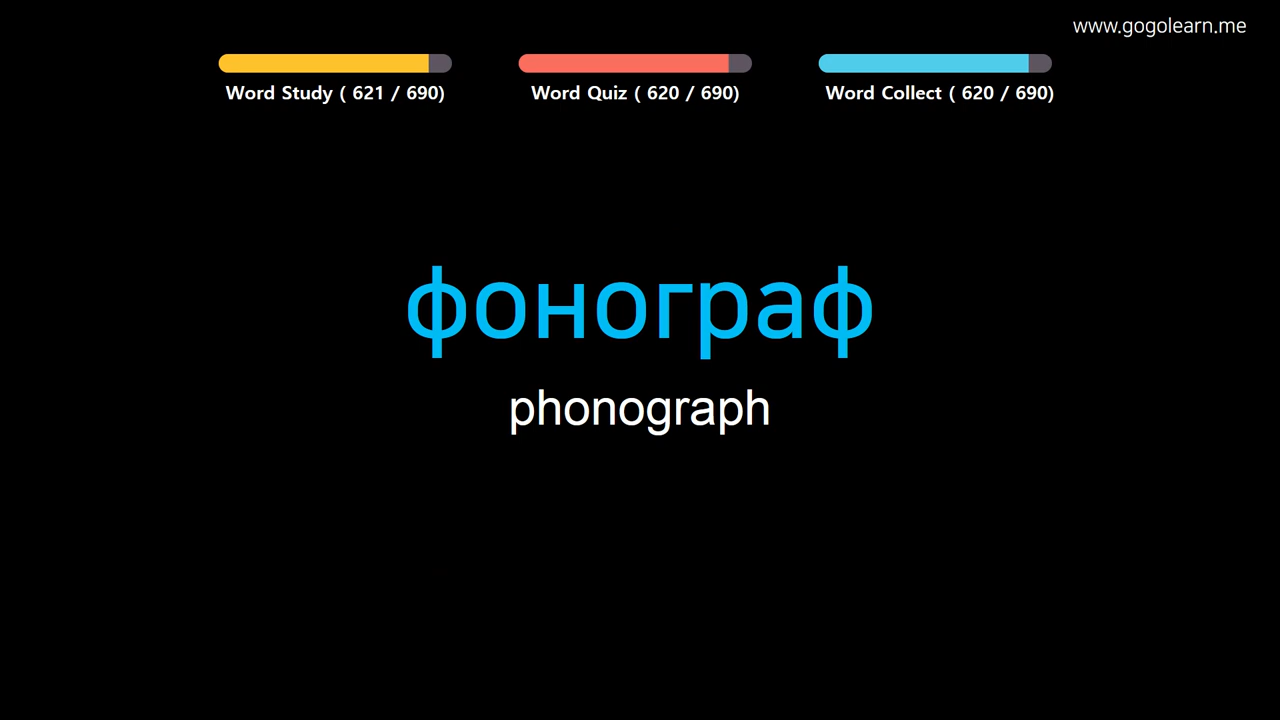 www.gogolearn.me
Word Study ( 621 / 690)
Word Quiz ( 620 / 690)
Word Collect ( 620 / 690)
фонограф
phonograph